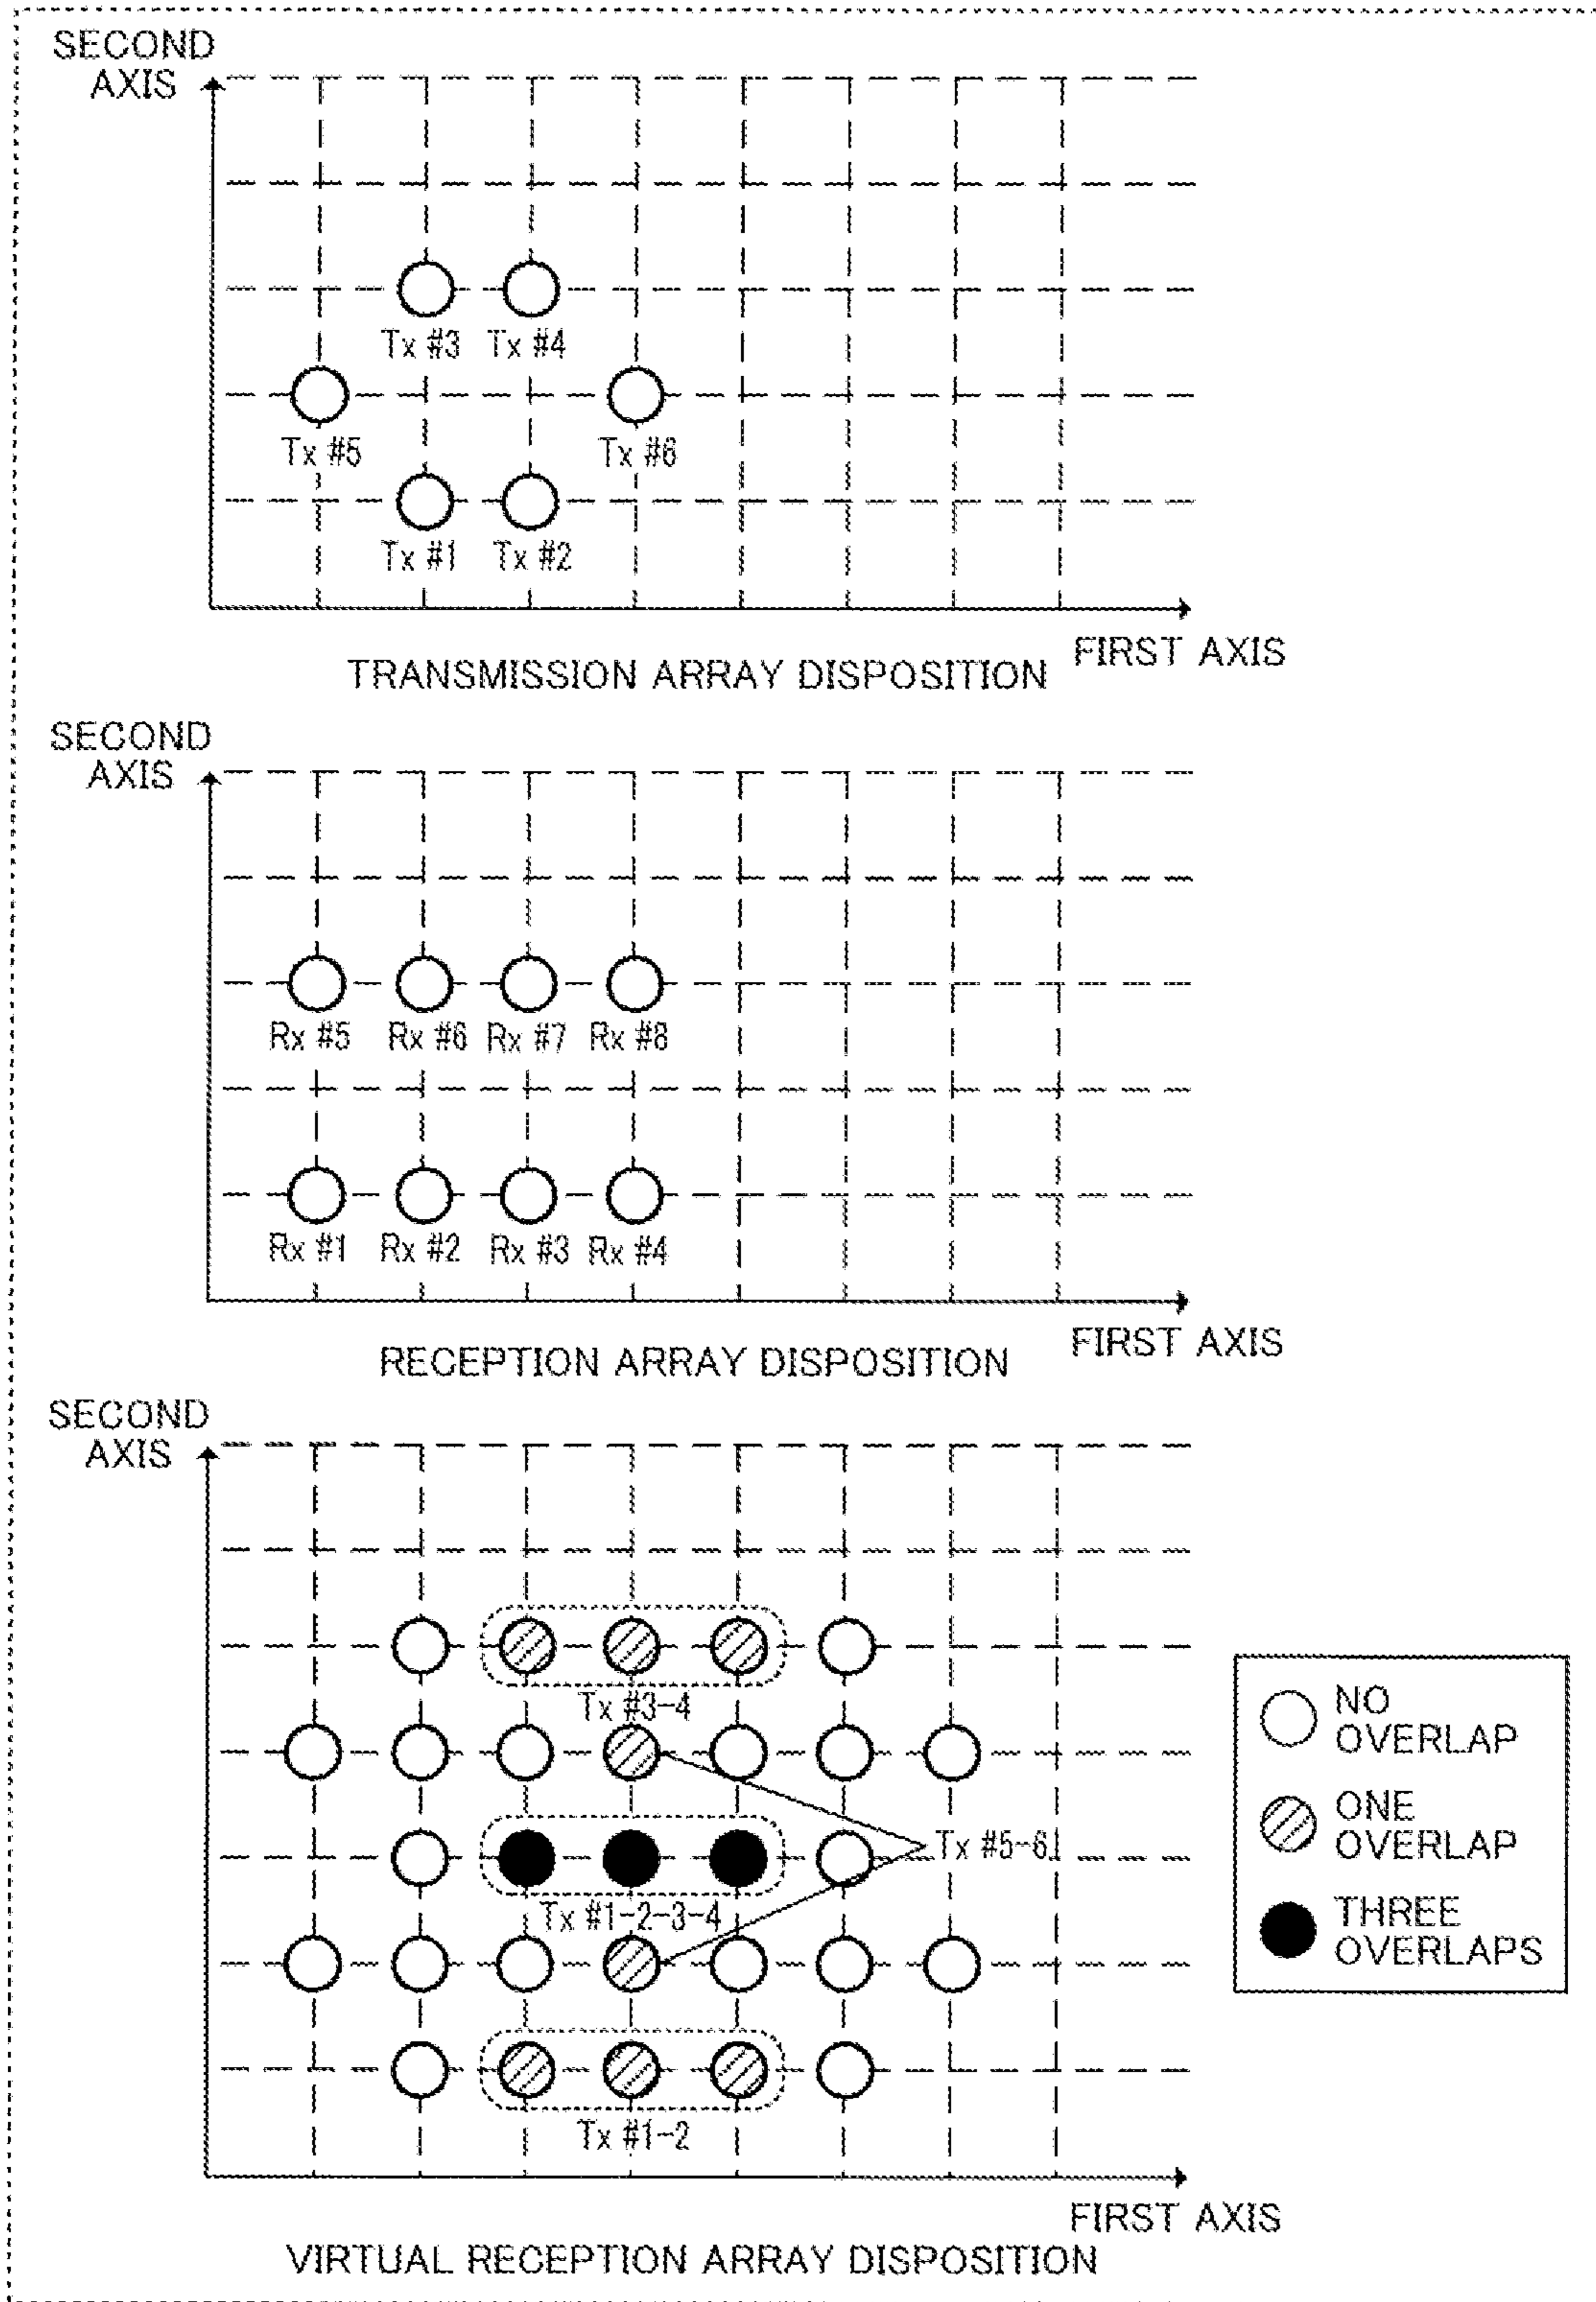 SECOND
AXIS
Tx #3 Tx #4
Tx #5 Tx #6
Tx #1 Tx #2
FIRST AXIS
TRANSMISSION ARRAY DISPOSITION
SECOND
AXIS
Rx #5 Rx #6 Rx #7 Rx #8
Rx #1 Rx #2 Rx #3 Rx #4
FIRST AXIS
RECEPTION ARRAY DISPOSITION
SECOND
AXIS
Tx #3-4
Tx #5-6
Tx #1-2-3-4
Tx #1-2
NO
OVERLAP
ONE
OVERLAP
THREE
OVERLAPS
FIRST AXIS
VIRTUAL RECEPTION ARRAY DISPOSITION